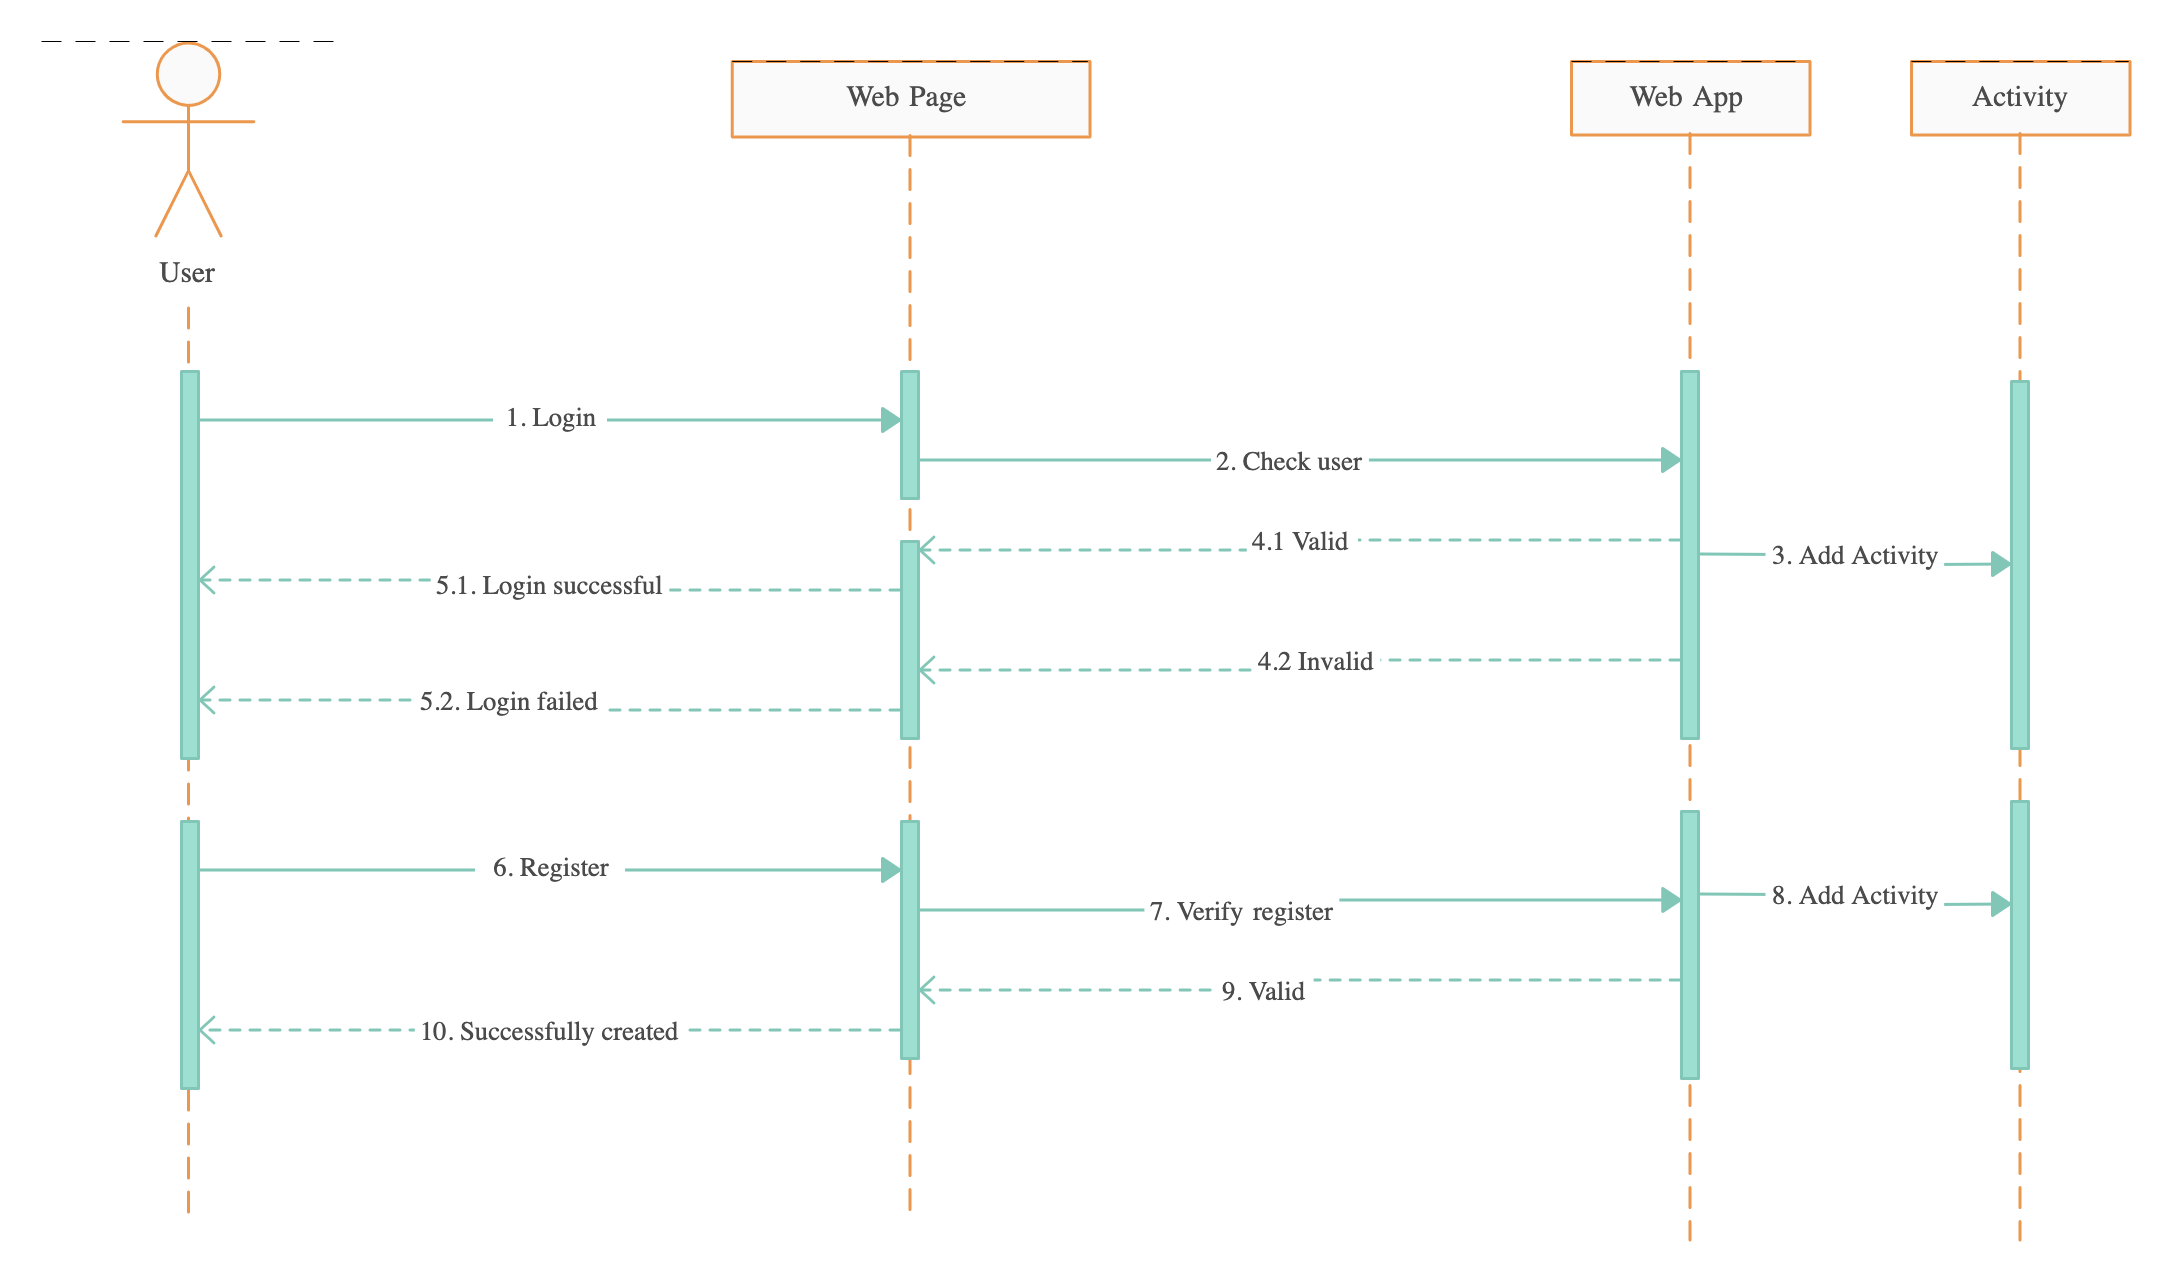 Web Page
Web App
Activity
User
1. Login
2. Check user
4.1 Valid
3. Add Activity
5.1. Login successful
4.2 Invalid
5.2. Login failed
6. Register
7. Verify register
8. Add Activity
9. Valid
10. Successfully created